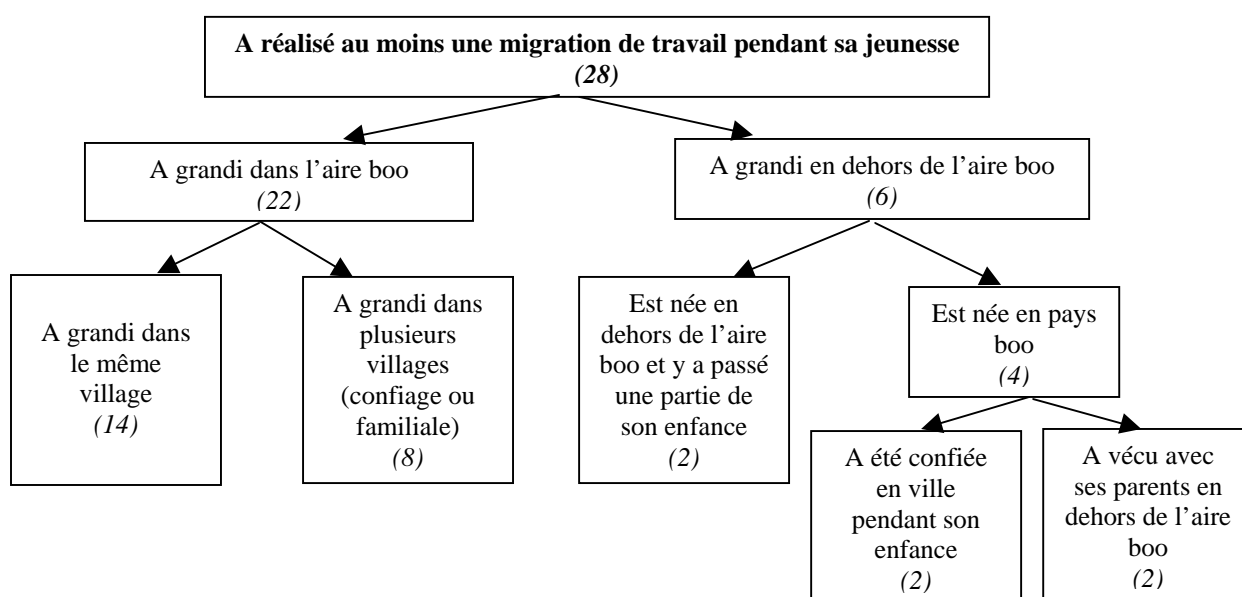 A réalisé au moins une migration de travail pendant sa jeunesse
(28)
A grandi dans l'aire boo
(22)
A grandi en dehors de l'aire boo
(6)
A grandi dans
le même
village
(14)
A grandi dans
plusieurs
villages
(confiage ou
familiale)
(8)
Est née en
dehors de l'aire
boo et y a passé
une partie de
son enfance
(2)
Est née en pays
boo
(4)
A été confiée
en ville
pendant son
enfance
(2)
A vécu avec
ses parents en
dehors de l'aire
boo
(2)